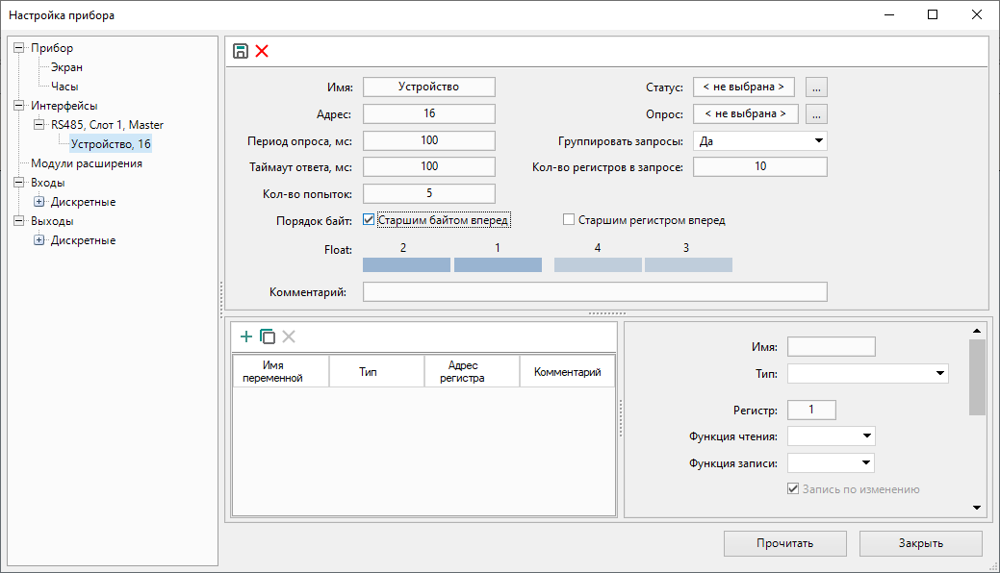 Настройка прибора
Прибор
Экран
Часы
Интерфейсы
RS485, Слот 1, Master
Устройство, 16
Модули расширения
Входы
Дискретные
Выходы
Дискретные
Имя: Устройство Статус: < не выбрана > ...
Адрес: 16 Опрос: < не выбрана > ...
Период опроса, мс: 100 Группировать запросы: Да
Таймаут ответа, мс: 100 Кол-во регистров в запросе: 10
Кол-во попыток: 5
Порядок байт: Старшим байтом вперед Старшим регистром вперед
Float: 2 1 4 3
Комментарий:
Имя переменной Тип Адрес регистра Комментарий
Имя:
Тип:
Регистр: 1
Функция чтения:
Функция записи:
Запись по изменению
Прочитать Закрыть